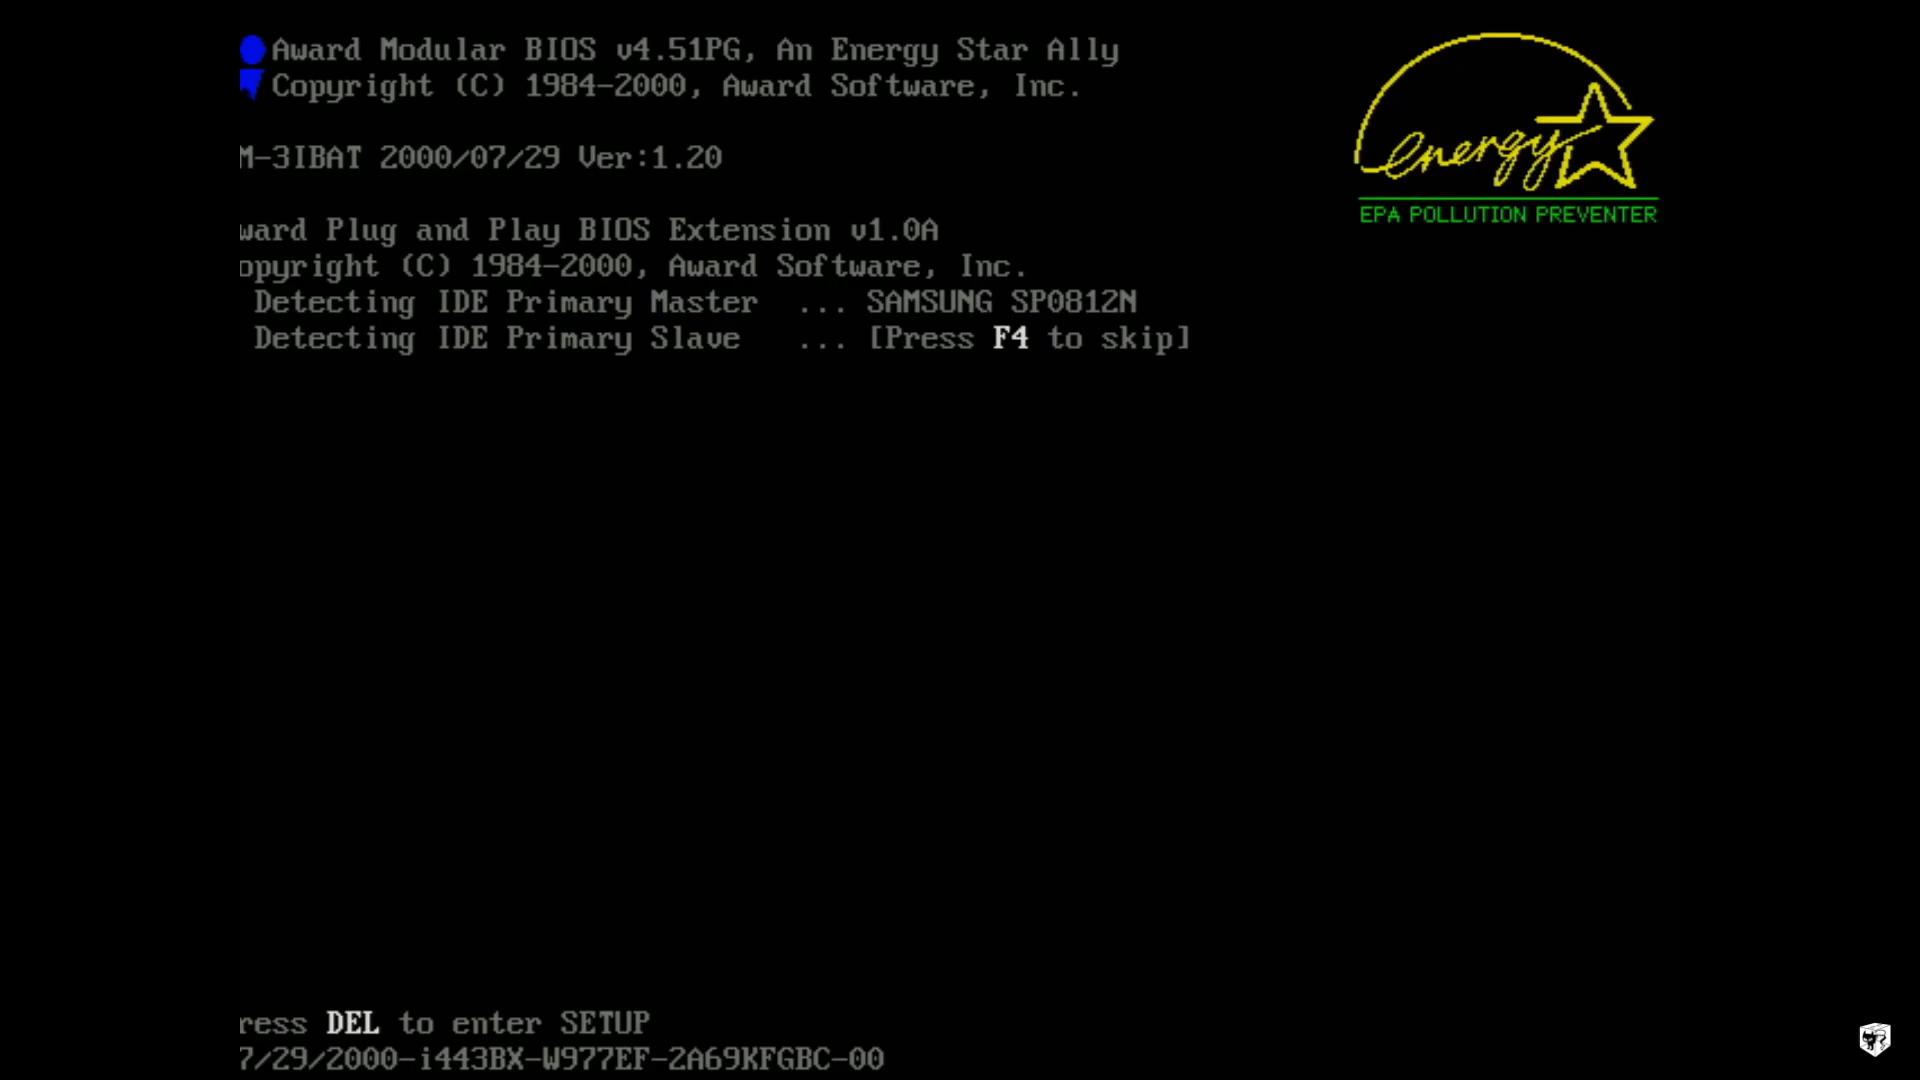 Award Modular BIOS v4.51PG, An Energy Star Ally
Copyright (C) 1984-2000, Award Software, Inc.
energy
EPA POLLUTION PREVENTER
M-3IBAT 2000/07/29 Ver:1.20
ward Plug and Play BIOS Extension v1.0A
opyright (C) 1984-2000, Award Software, Inc.
Detecting IDE Primary Master ... SAMSUNG SP0812N
Detecting IDE Primary Slave ... [Press F4 to skip]
ress DEL to enter SETUP
7/29/2000-i443BX-W977EF-2A69KFGBC-00